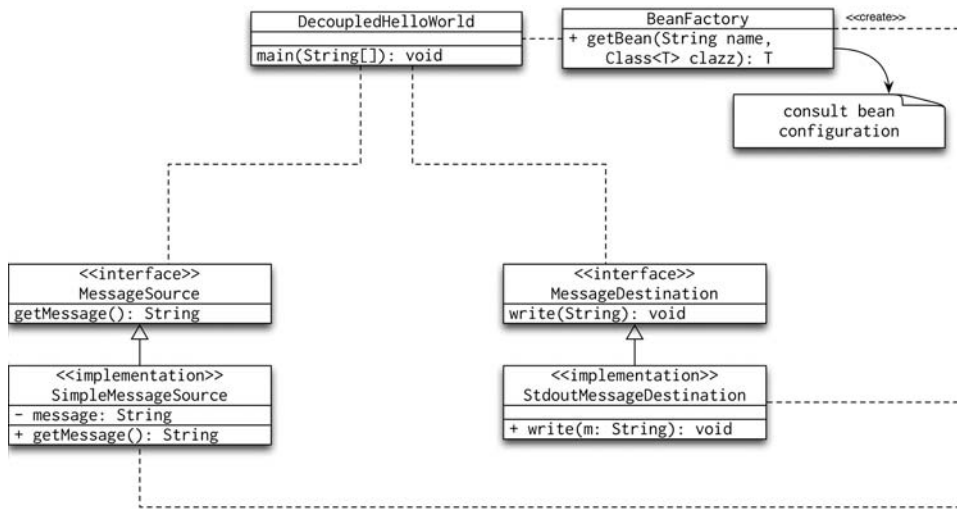 DecoupledHelloWorld
main(String[]): void
BeanFactory
+ getBean(String name,
Class<T> clazz): T
<<create>>
consult bean
configuration
<<interface>>
MessageSource
getMessage(): String
<<interface>>
MessageDestination
write(String): void
<<implementation>>
SimpleMessageSource
- message: String
+ getMessage(): String
<<implementation>>
StdoutMessageDestination
+ write(m: String): void